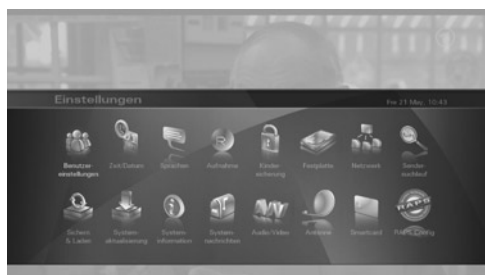 Einstellungen
Fre 21 Mar, 10:43
Benutzer-
einstellungen
Zeit/Datum
Sprachen
Aufnahme
Kinder-
sicherung
Festplatte
Netzwerk
Sender-
suchlauf
Sichern
& Laden
System-
aktualisierung
System-
information
System-
nachrichten
Audio/Video
Antenne
Smartcard
RAPS Config